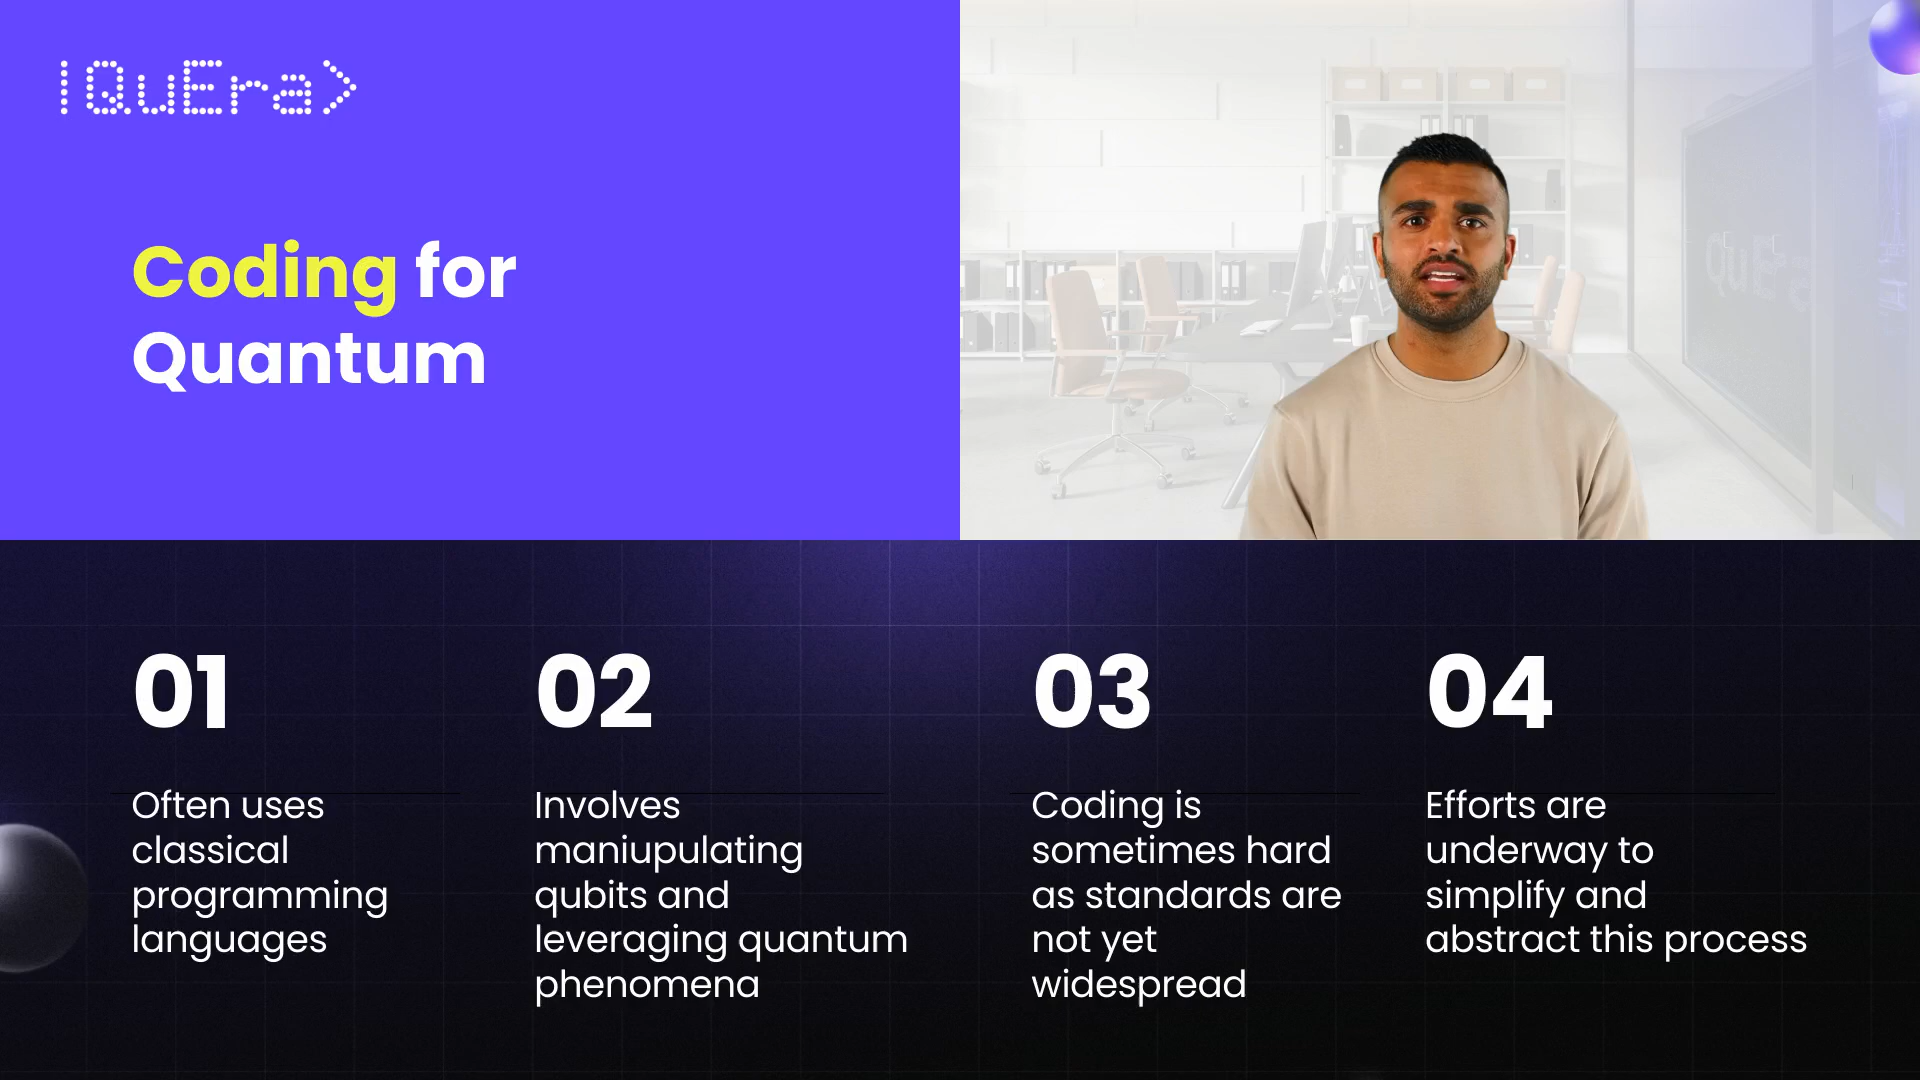 |QuEra>
Coding for
Quantum
01
Often uses
classical
programming
languages
02
Involves
maniupulating
qubits and
leveraging quantum
phenomena
03
Coding is
sometimes hard
as standards are
not yet
widespread
04
Efforts are
underway to
simplify and
abstract this process
QuEra